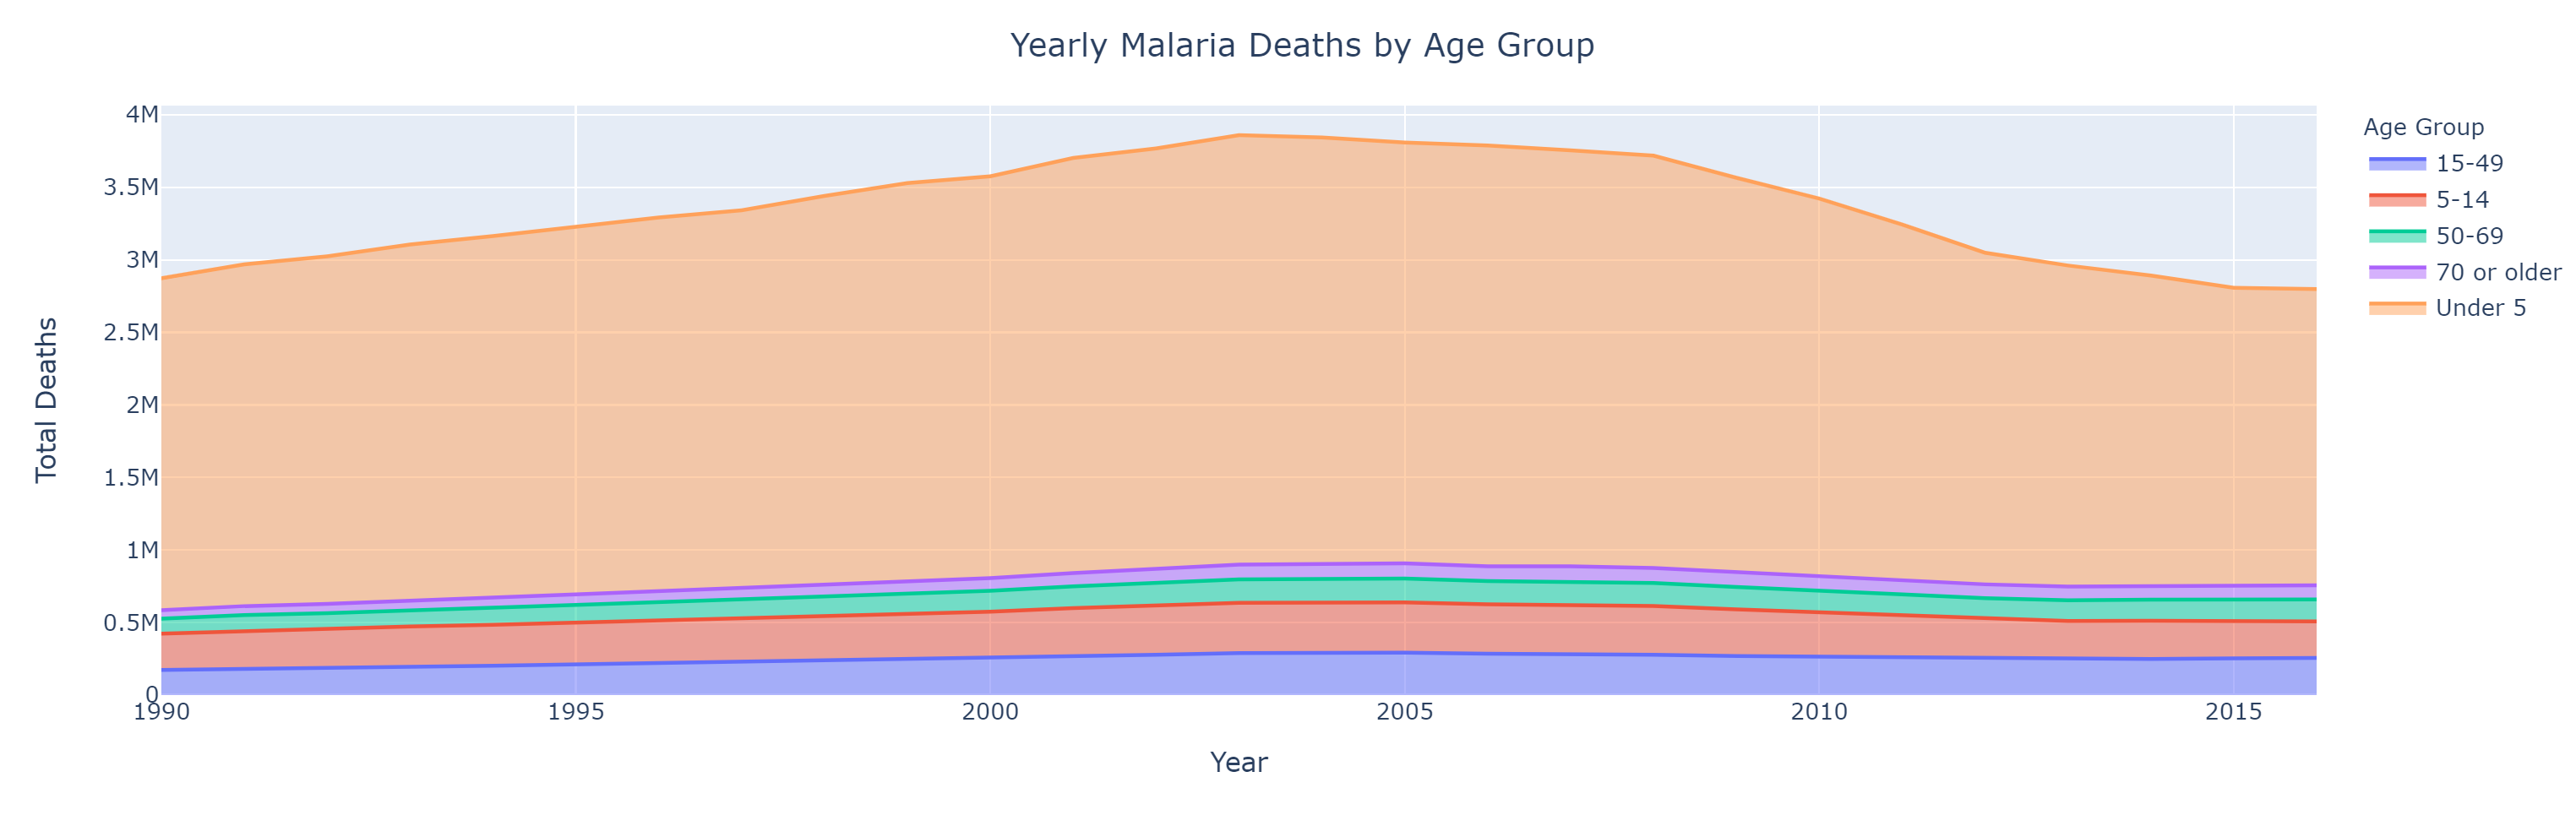 Yearly Malaria Deaths by Age Group
4M
3.5M
3M
2.5M
2M
1.5M
1M
0.5M
0
Total Deaths
1990 1995 2000 2005 2010 2015
Year
Age Group
15-49
5-14
50-69
70 or older
Under 5